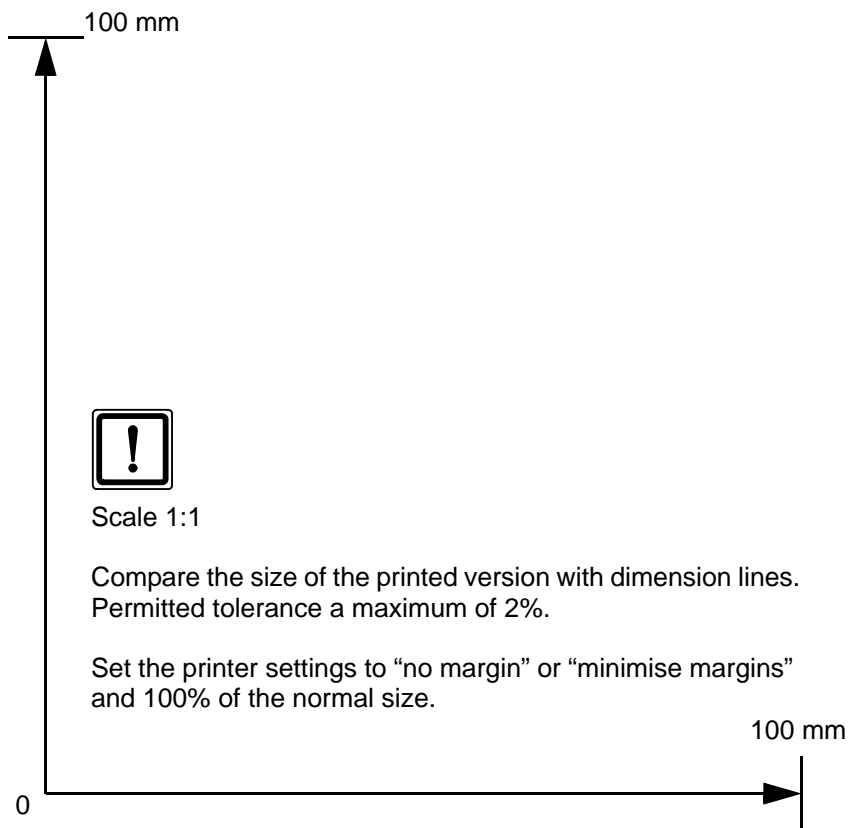 100 mm
!
Scale 1:1
Compare the size of the printed version with dimension lines.
Permitted tolerance a maximum of 2%.
Set the printer settings to “no margin” or “minimise margins”
and 100% of the normal size.
100 mm
0